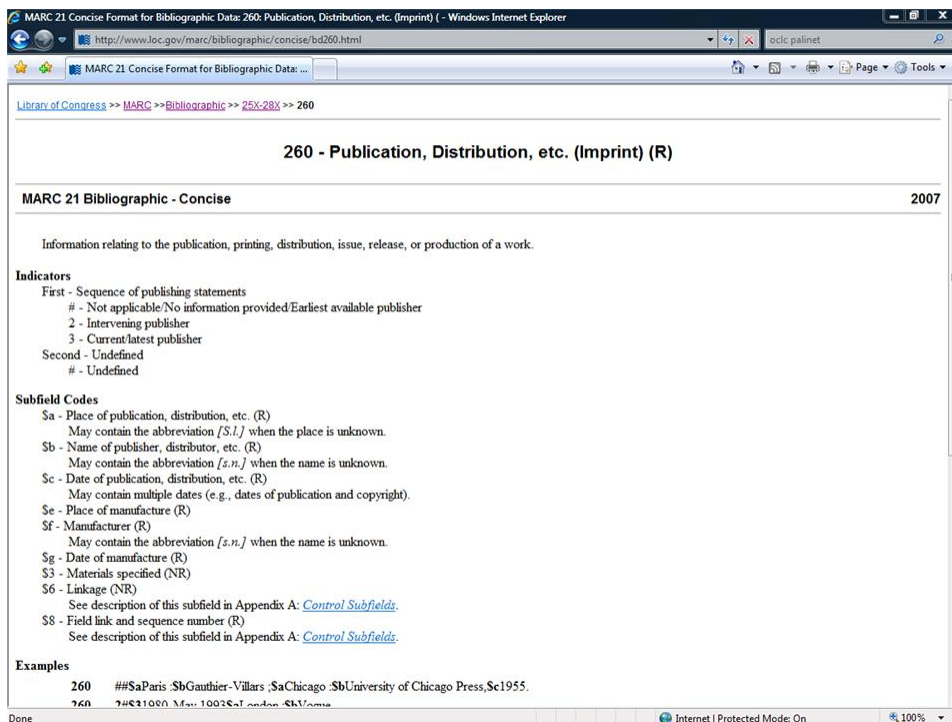 MARC 21 Concise Format for Bibliographic Data: 260: Publication, Distribution, etc. (Imprint) ( - Windows Internet Explorer
http://www.loc.gov/marc/bibliographic/concise/bd260.html
oclc palinet
MARC 21 Concise Format for Bibliographic Data: ...
Page
Tools
Library of Congress >> MARC >>Bibliographic >> 25X-28X >> 260
260 - Publication, Distribution, etc. (Imprint) (R)
MARC 21 Bibliographic - Concise 2007
Information relating to the publication, printing, distribution, issue, release, or production of a work.
Indicators
First - Sequence of publishing statements
# - Not applicable/No information provided/Earliest available publisher
2 - Intervening publisher
3 - Current/latest publisher
Second - Undefined
# - Undefined
Subfield Codes
$a - Place of publication, distribution, etc. (R)
May contain the abbreviation [S.l.] when the place is unknown.
$b - Name of publisher, distributor, etc. (R)
May contain the abbreviation [s.n.] when the name is unknown.
$c - Date of publication, distribution, etc. (R)
May contain multiple dates (e.g., dates of publication and copyright).
$e - Place of manufacture (R)
$f - Manufacturer (R)
May contain the abbreviation [s.n.] when the name is unknown.
$g - Date of manufacture (R)
$3 - Materials specified (NR)
$6 - Linkage (NR)
See description of this subfield in Appendix A: Control Subfields.
$8 - Field link and sequence number (R)
See description of this subfield in Appendix A: Control Subfields.
Examples
260 ##$aParis :$bGauthier-Villars ;$aChicago :$bUniversity of Chicago Press,$c1955.
260 2#$31980, May 1993$aLondon :$bVogue
Done
Internet | Protected Mode: On
100%